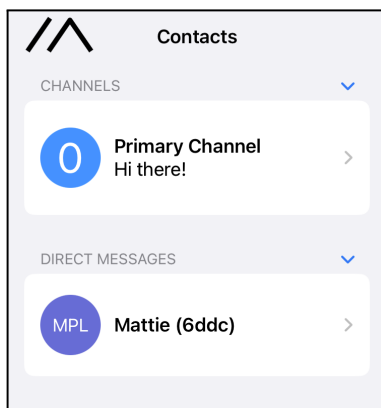 Contacts
CHANNELS
0
Primary Channel
Hi there!
DIRECT MESSAGES
MPL
Mattie (6ddc)